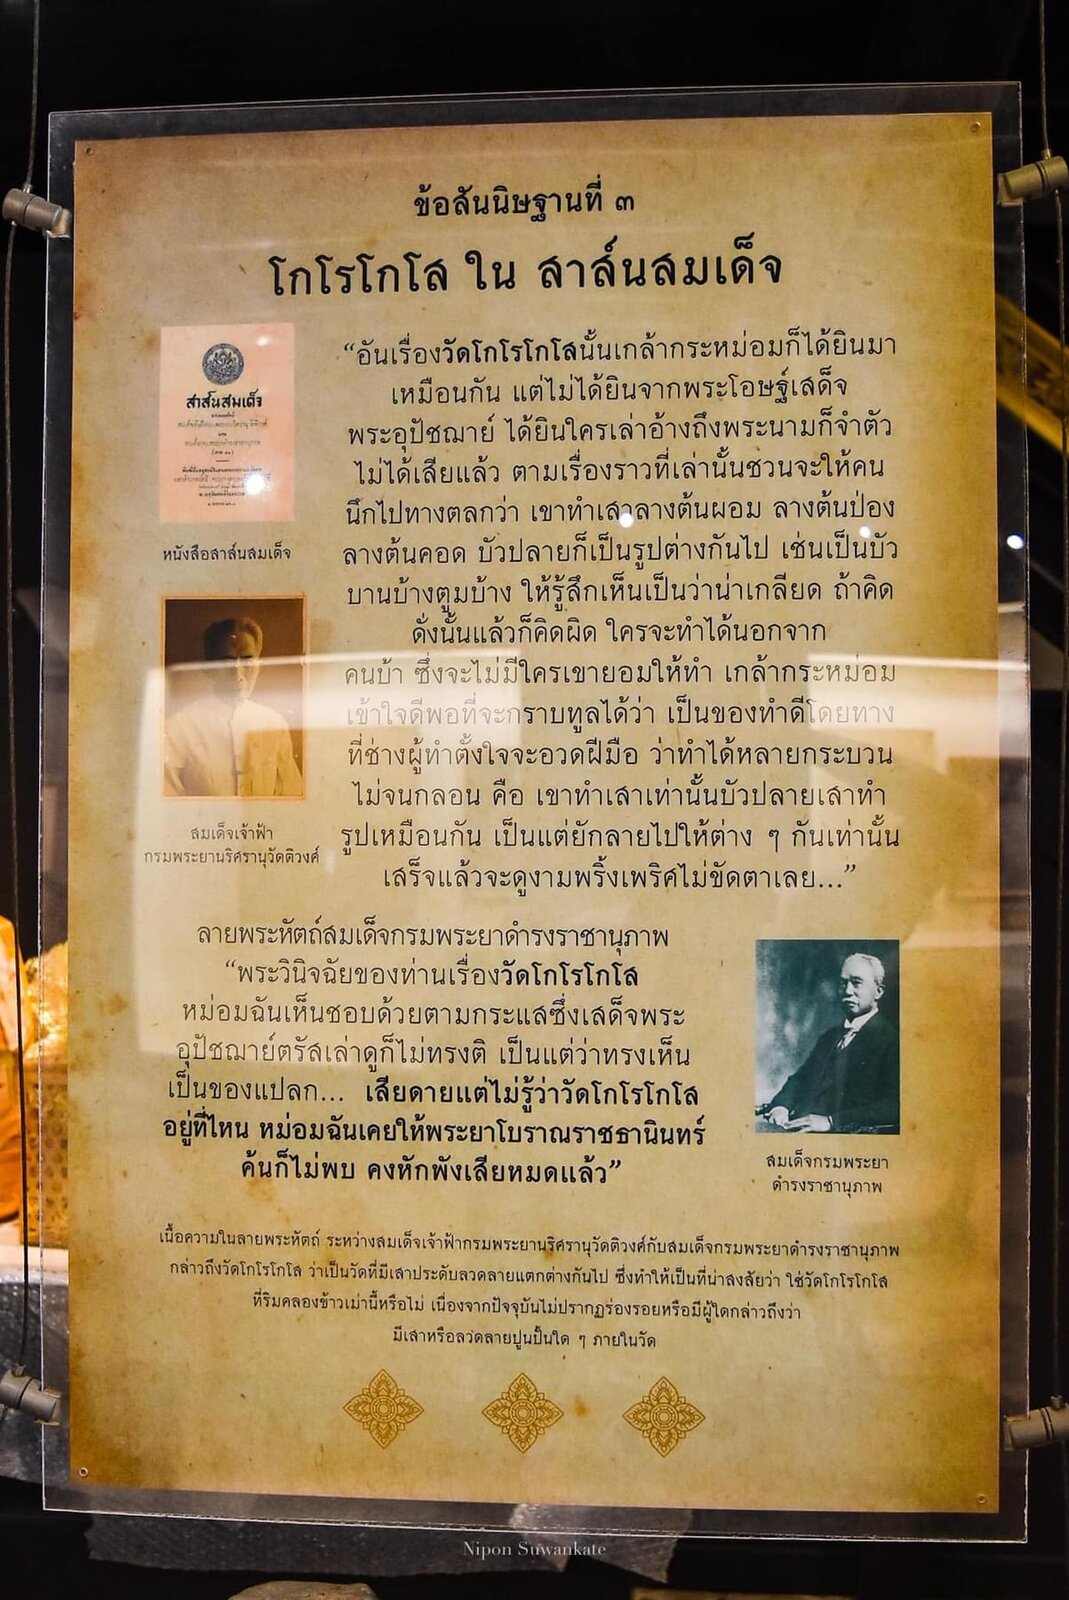 ข้อสันนิษฐานที่ ๓
โกโรโกโส ใน สาส์นสมเด็จ
“อันเรื่องวัดโกโรโกโสนั้นเกล้ากระหม่อมก็ได้ยินมา
เหมือนกัน แต่ไม่ได้ยินจากพระโอษฐ์เสด็จ
พระอุปัชฌาย์ ได้ยินใครเล่าอ้างถึงพระนามก็จำตัว
ไม่ได้เสียแล้ว ตามเรื่องราวที่เล่านั้นชวนจะให้คน
นึกไปทางตลกว่า เขาทำเสาลางต้นผอม ลางต้นป่อง
ลางต้นคอด บัวปลายก็เป็นรูปต่างกันไป เช่นเป็นบัว
บานบ้างตูมบ้าง ให้รู้สึกเห็นเป็นว่าน่าเกลียด ถ้าคิด
ดั่งนั้นแล้วก็คิดผิด ใครจะทำได้นอกจาก
คนบ้า ซึ่งจะไม่มีใครเขายอมให้ทำ เกล้ากระหม่อม
เข้าใจดีพอที่จะกราบทูลได้ว่า เป็นของทำดีโดยทาง
ที่ช่างผู้ทำตั้งใจจะอวดฝีมือ ว่าทำได้หลายกระบวน
ไม่จนกลอน คือ เขาทำเสาเท่านั้นบัวปลายเสาทำ
รูปเหมือนกัน เป็นแต่ยักลายไปให้ต่าง ๆ กันเท่านั้น
เสร็จแล้วจะดูงามพริ้งเพริศไม่ขัดตาเลย...”
สาส์นสมเด็จ
หนังสือสาส์นสมเด็จ
สมเด็จเจ้าฟ้า
กรมพระยานริศรานุวัดติวงศ์
ลายพระหัตถ์สมเด็จกรมพระยาดำรงราชานุภาพ
“พระวินิจฉัยของท่านเรื่องวัดโกโรโกโส
หม่อมฉันเห็นชอบด้วยตามกระแสซึ่งเสด็จพระ
อุปัชฌาย์ตรัสเล่าดูก็ไม่ทรงติ เป็นแต่ว่าทรงเห็น
เป็นของแปลก... เสียดายแต่ไม่รู้ว่าวัดโกโรโกโส
อยู่ที่ไหน หม่อมฉันเคยให้พระยาโบราณราชธานินทร์
ค้นก็ไม่พบ คงหักพังเสียหมดแล้ว”
สมเด็จกรมพระยา
ดำรงราชานุภาพ
เนื้อความในลายพระหัตถ์ ระหว่างสมเด็จเจ้าฟ้ากรมพระยานริศรานุวัดติวงศ์กับสมเด็จกรมพระยาดำรงราชานุภาพ
กล่าวถึงวัดโกโรโกโส ว่าเป็นวัดที่มีเสาประดับลวดลายแตกต่างกันไป ซึ่งทำให้เป็นที่น่าสงสัยว่า ใช่วัดโกโรโกโส
ที่ริมคลองข้าวเม่านี้หรือไม่ เนื่องจากปัจจุบันไม่ปรากฏร่องรอยหรือมีผู้ใดกล่าวถึงว่า
มีเสาหรือลวดลายปูนปั้นใด ๆ ภายในวัด
Nipon Suwankate